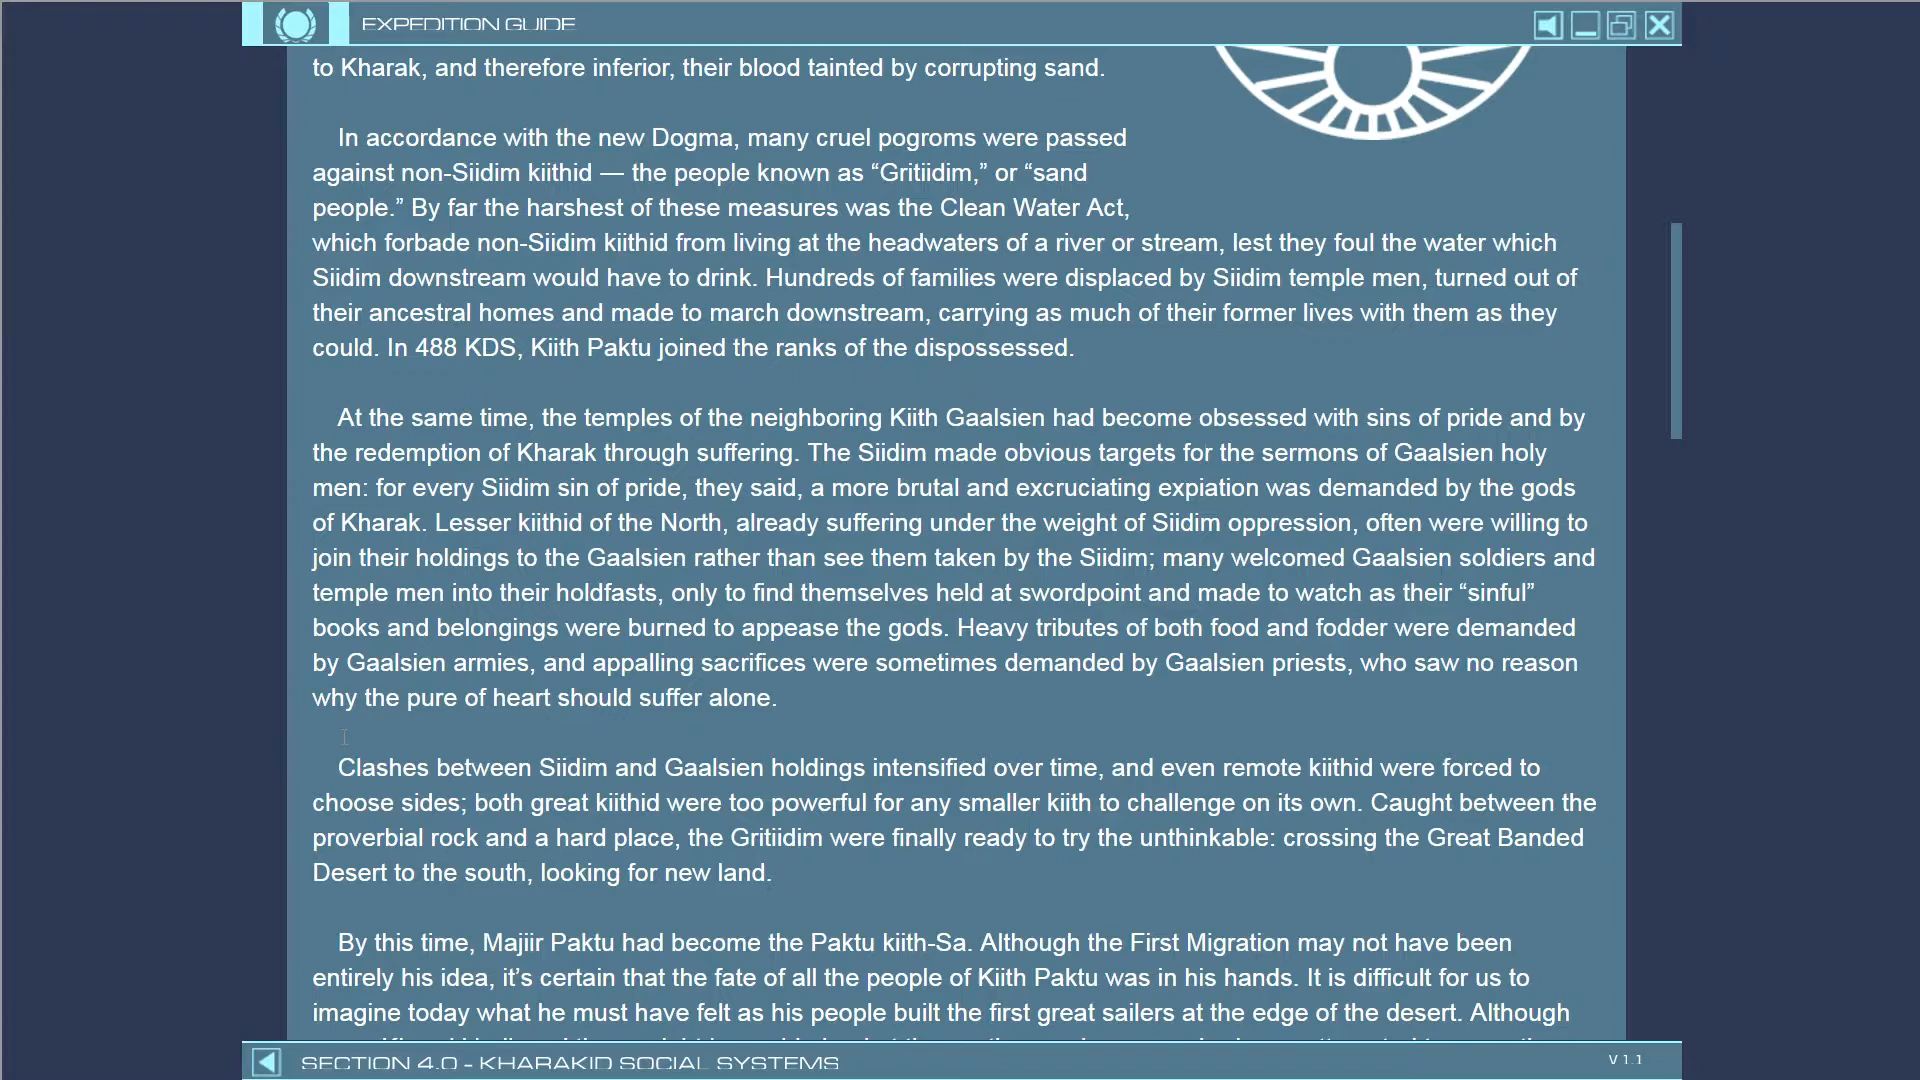 EXPEDITION GUIDE
to Kharak, and therefore inferior, their blood tainted by corrupting sand.
In accordance with the new Dogma, many cruel pogroms were passed
against non-Siidim kiithid — the people known as “Gritiidim,” or “sand
people.” By far the harshest of these measures was the Clean Water Act,
which forbade non-Siidim kiithid from living at the headwaters of a river or stream, lest they foul the water which
Siidim downstream would have to drink. Hundreds of families were displaced by Siidim temple men, turned out of
their ancestral homes and made to march downstream, carrying as much of their former lives with them as they
could. In 488 KDS, Kiith Paktu joined the ranks of the dispossessed.
At the same time, the temples of the neighboring Kiith Gaalsien had become obsessed with sins of pride and by
the redemption of Kharak through suffering. The Siidim made obvious targets for the sermons of Gaalsien holy
men: for every Siidim sin of pride, they said, a more brutal and excruciating expiation was demanded by the gods
of Kharak. Lesser kiithid of the North, already suffering under the weight of Siidim oppression, often were willing to
join their holdings to the Gaalsien rather than see them taken by the Siidim; many welcomed Gaalsien soldiers and
temple men into their holdfasts, only to find themselves held at swordpoint and made to watch as their “sinful”
books and belongings were burned to appease the gods. Heavy tributes of both food and fodder were demanded
by Gaalsien armies, and appalling sacrifices were sometimes demanded by Gaalsien priests, who saw no reason
why the pure of heart should suffer alone.
Clashes between Siidim and Gaalsien holdings intensified over time, and even remote kiithid were forced to
choose sides; both great kiithid were too powerful for any smaller kiith to challenge on its own. Caught between the
proverbial rock and a hard place, the Gritiidim were finally ready to try the unthinkable: crossing the Great Banded
Desert to the south, looking for new land.
By this time, Majiir Paktu had become the Paktu kiith-Sa. Although the First Migration may not have been
entirely his idea, it’s certain that the fate of all the people of Kiith Paktu was in his hands. It is difficult for us to
imagine today what he must have felt as his people built the first great sailers at the edge of the desert. Although
SECTION 4.0 - KHARAKID SOCIAL SYSTEMS
V 1.1